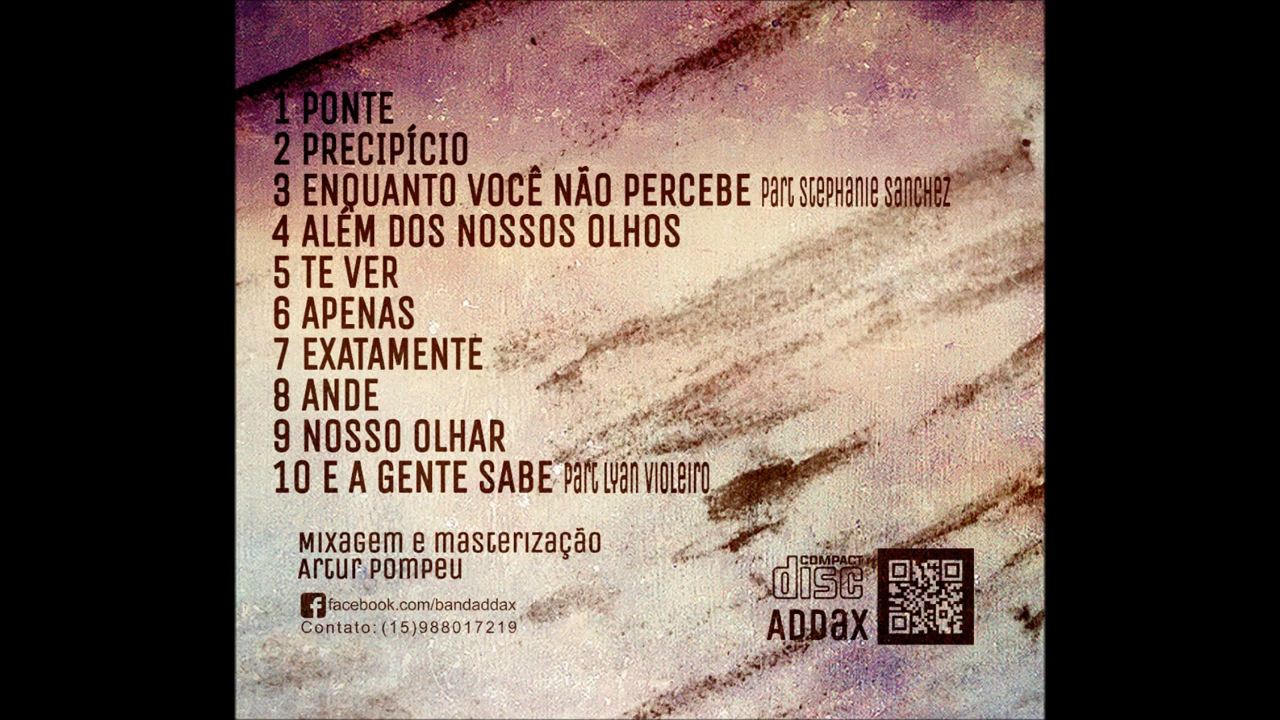 1 PONTE
2 PRECIPÍCIO
3 ENQUANTO VOCÊ NÃO PERCEBE part Stephanie Sanchez
4 ALÉM DOS NOSSOS OLHOS
5 TE VER
6 APENAS
7 EXATAMENTE
8 ANDE
9 NOSSO OLHAR
10 E A GENTE SABE part Lyan Violeiro
Mixagem e masterização
Artur Pompeu
facebook.com/bandaddax
Contato: (15)988017219
COMPACT
disc
ADDAX